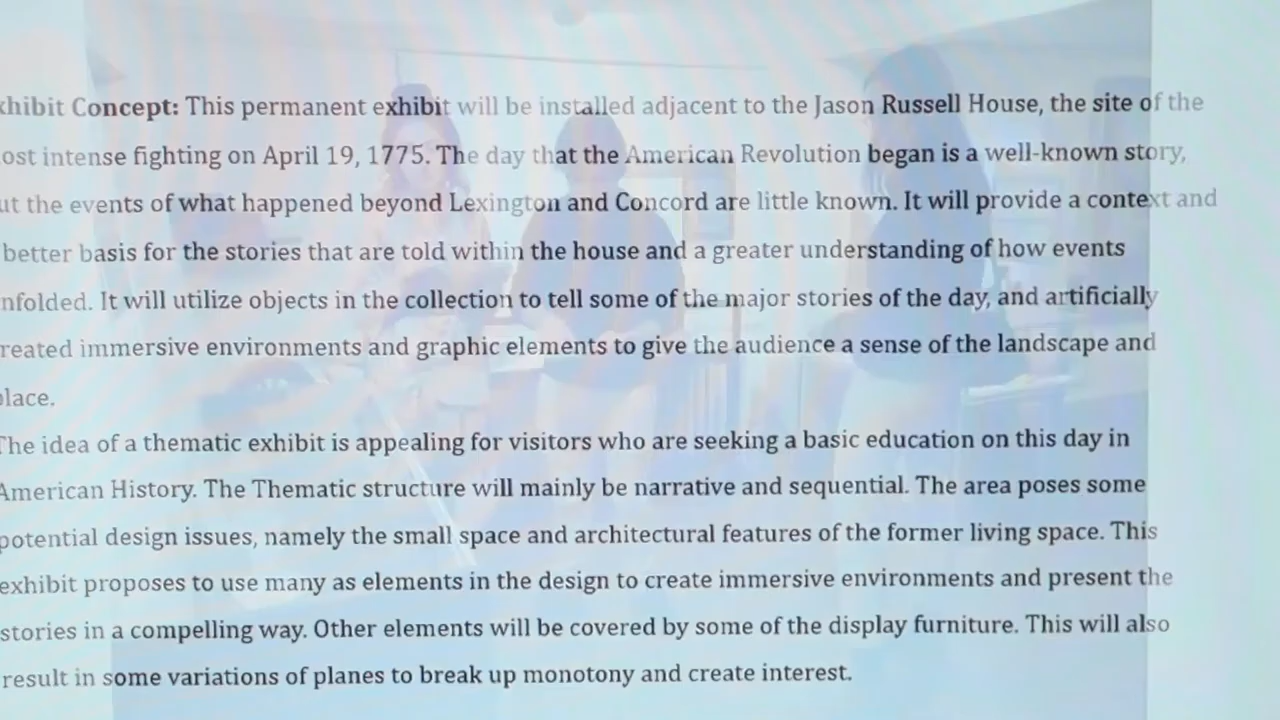 xhibit Concept: This permanent exhibit will be installed adjacent to the Jason Russell House, the site of the
ost intense fighting on April 19, 1775. The day that the American Revolution began is a well-known story,
ut the events of what happened beyond Lexington and Concord are little known. It will provide a context and
better basis for the stories that are told within the house and a greater understanding of how events
nfolded. It will utilize objects in the collection to tell some of the major stories of the day, and artificially
reated immersive environments and graphic elements to give the audience a sense of the landscape and
place.
The idea of a thematic exhibit is appealing for visitors who are seeking a basic education on this day in
American History. The Thematic structure will mainly be narrative and sequential. The area poses some
potential design issues, namely the small space and architectural features of the former living space. This
exhibit proposes to use many as elements in the design to create immersive environments and present the
stories in a compelling way. Other elements will be covered by some of the display furniture. This will also
result in some variations of planes to break up monotony and create interest.